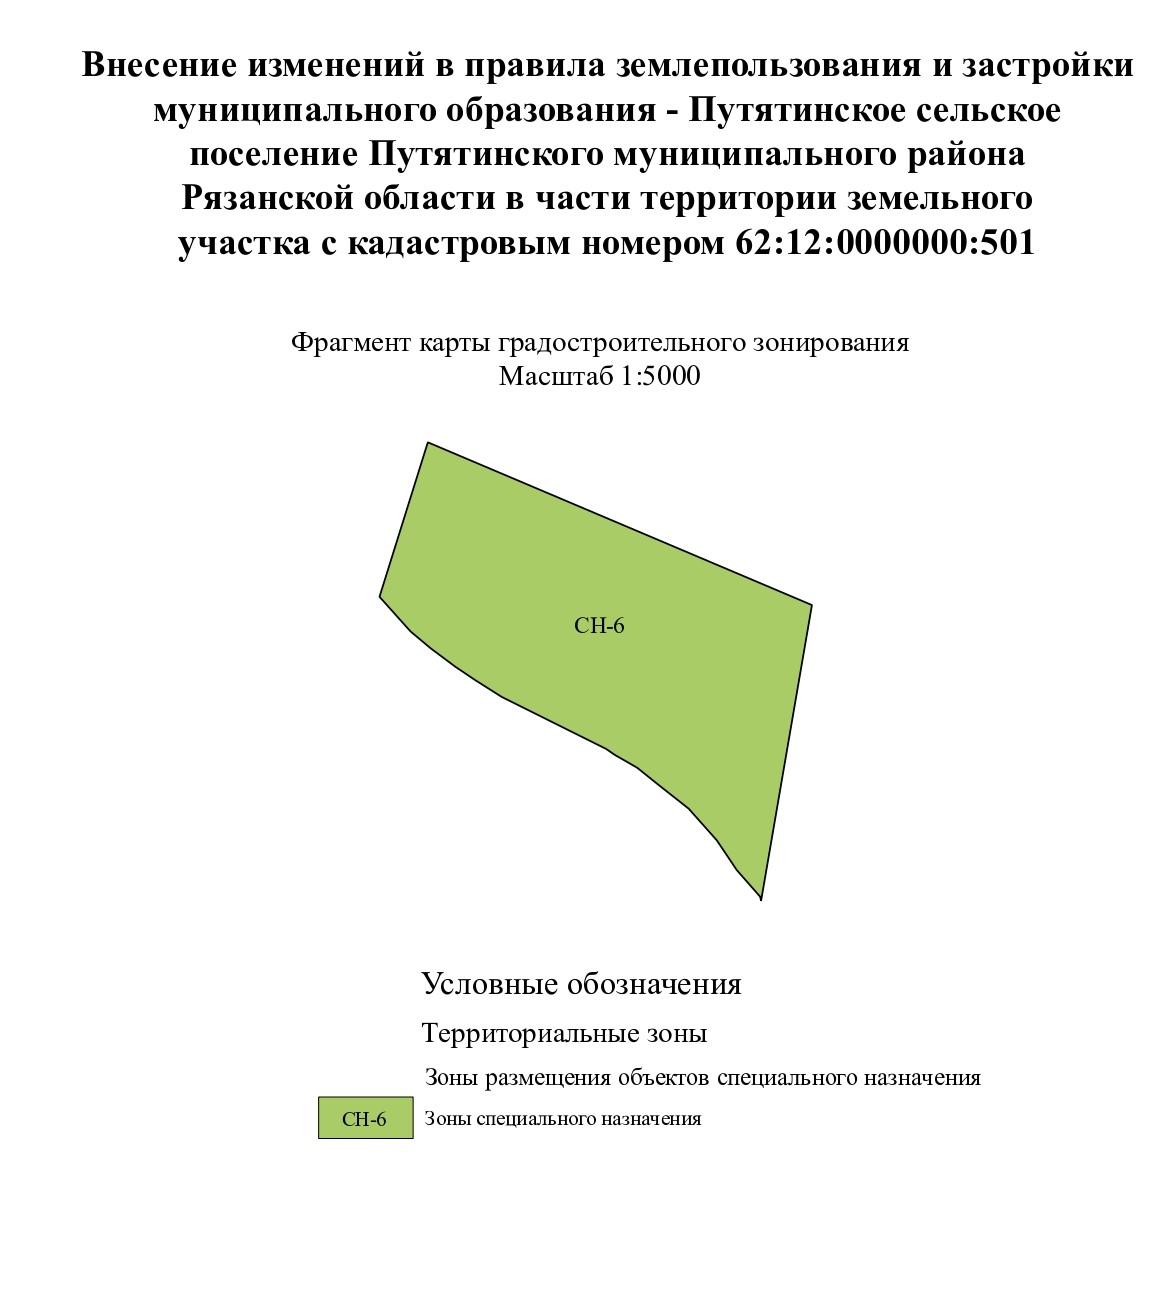 Внесение изменений в правила землепользования и застройки
муниципального образования - Путятинское сельское
поселение Путятинского муниципального района
Рязанской области в части территории земельного
участка с кадастровым номером 62:12:0000000:501
Фрагмент карты градостроительного зонирования
Масштаб 1:5000
СН-6
Условные обозначения
Территориальные зоны
Зоны размещения объектов специального назначения
СН-6 Зоны специального назначения